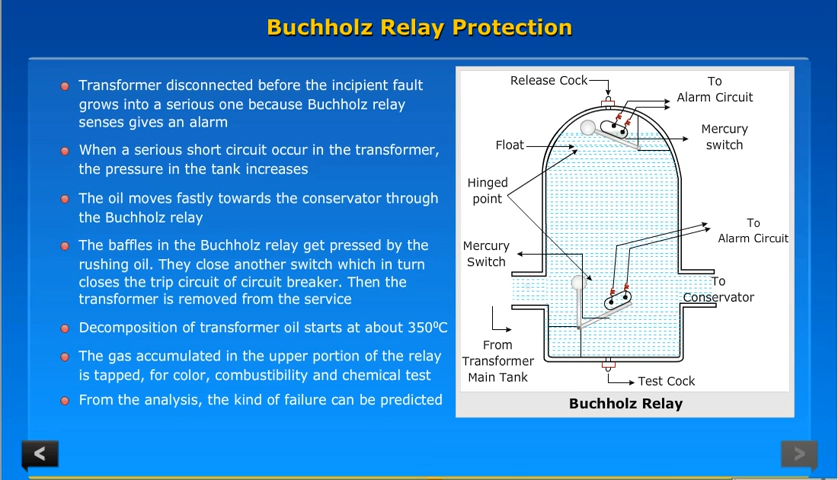 Buchholz Relay Protection
Transformer disconnected before the incipient fault
grows into a serious one because Buchholz relay
senses gives an alarm
When a serious short circuit occur in the transformer,
the pressure in the tank increases
The oil moves fastly towards the conservator through
the Buchholz relay
The baffles in the Buchholz relay get pressed by the
rushing oil. They close another switch which in turn
closes the trip circuit of circuit breaker. Then the
transformer is removed from the service
Decomposition of transformer oil starts at about 350⁰C
The gas accumulated in the upper portion of the relay
is tapped, for color, combustibility and chemical test
From the analysis, the kind of failure can be predicted
Release Cock
To
Alarm Circuit
Mercury
switch
Float
Hinged
point
To
Alarm Circuit
Mercury
Switch
To
Conservator
From
Transformer
Main Tank
Test Cock
Buchholz Relay
<
>